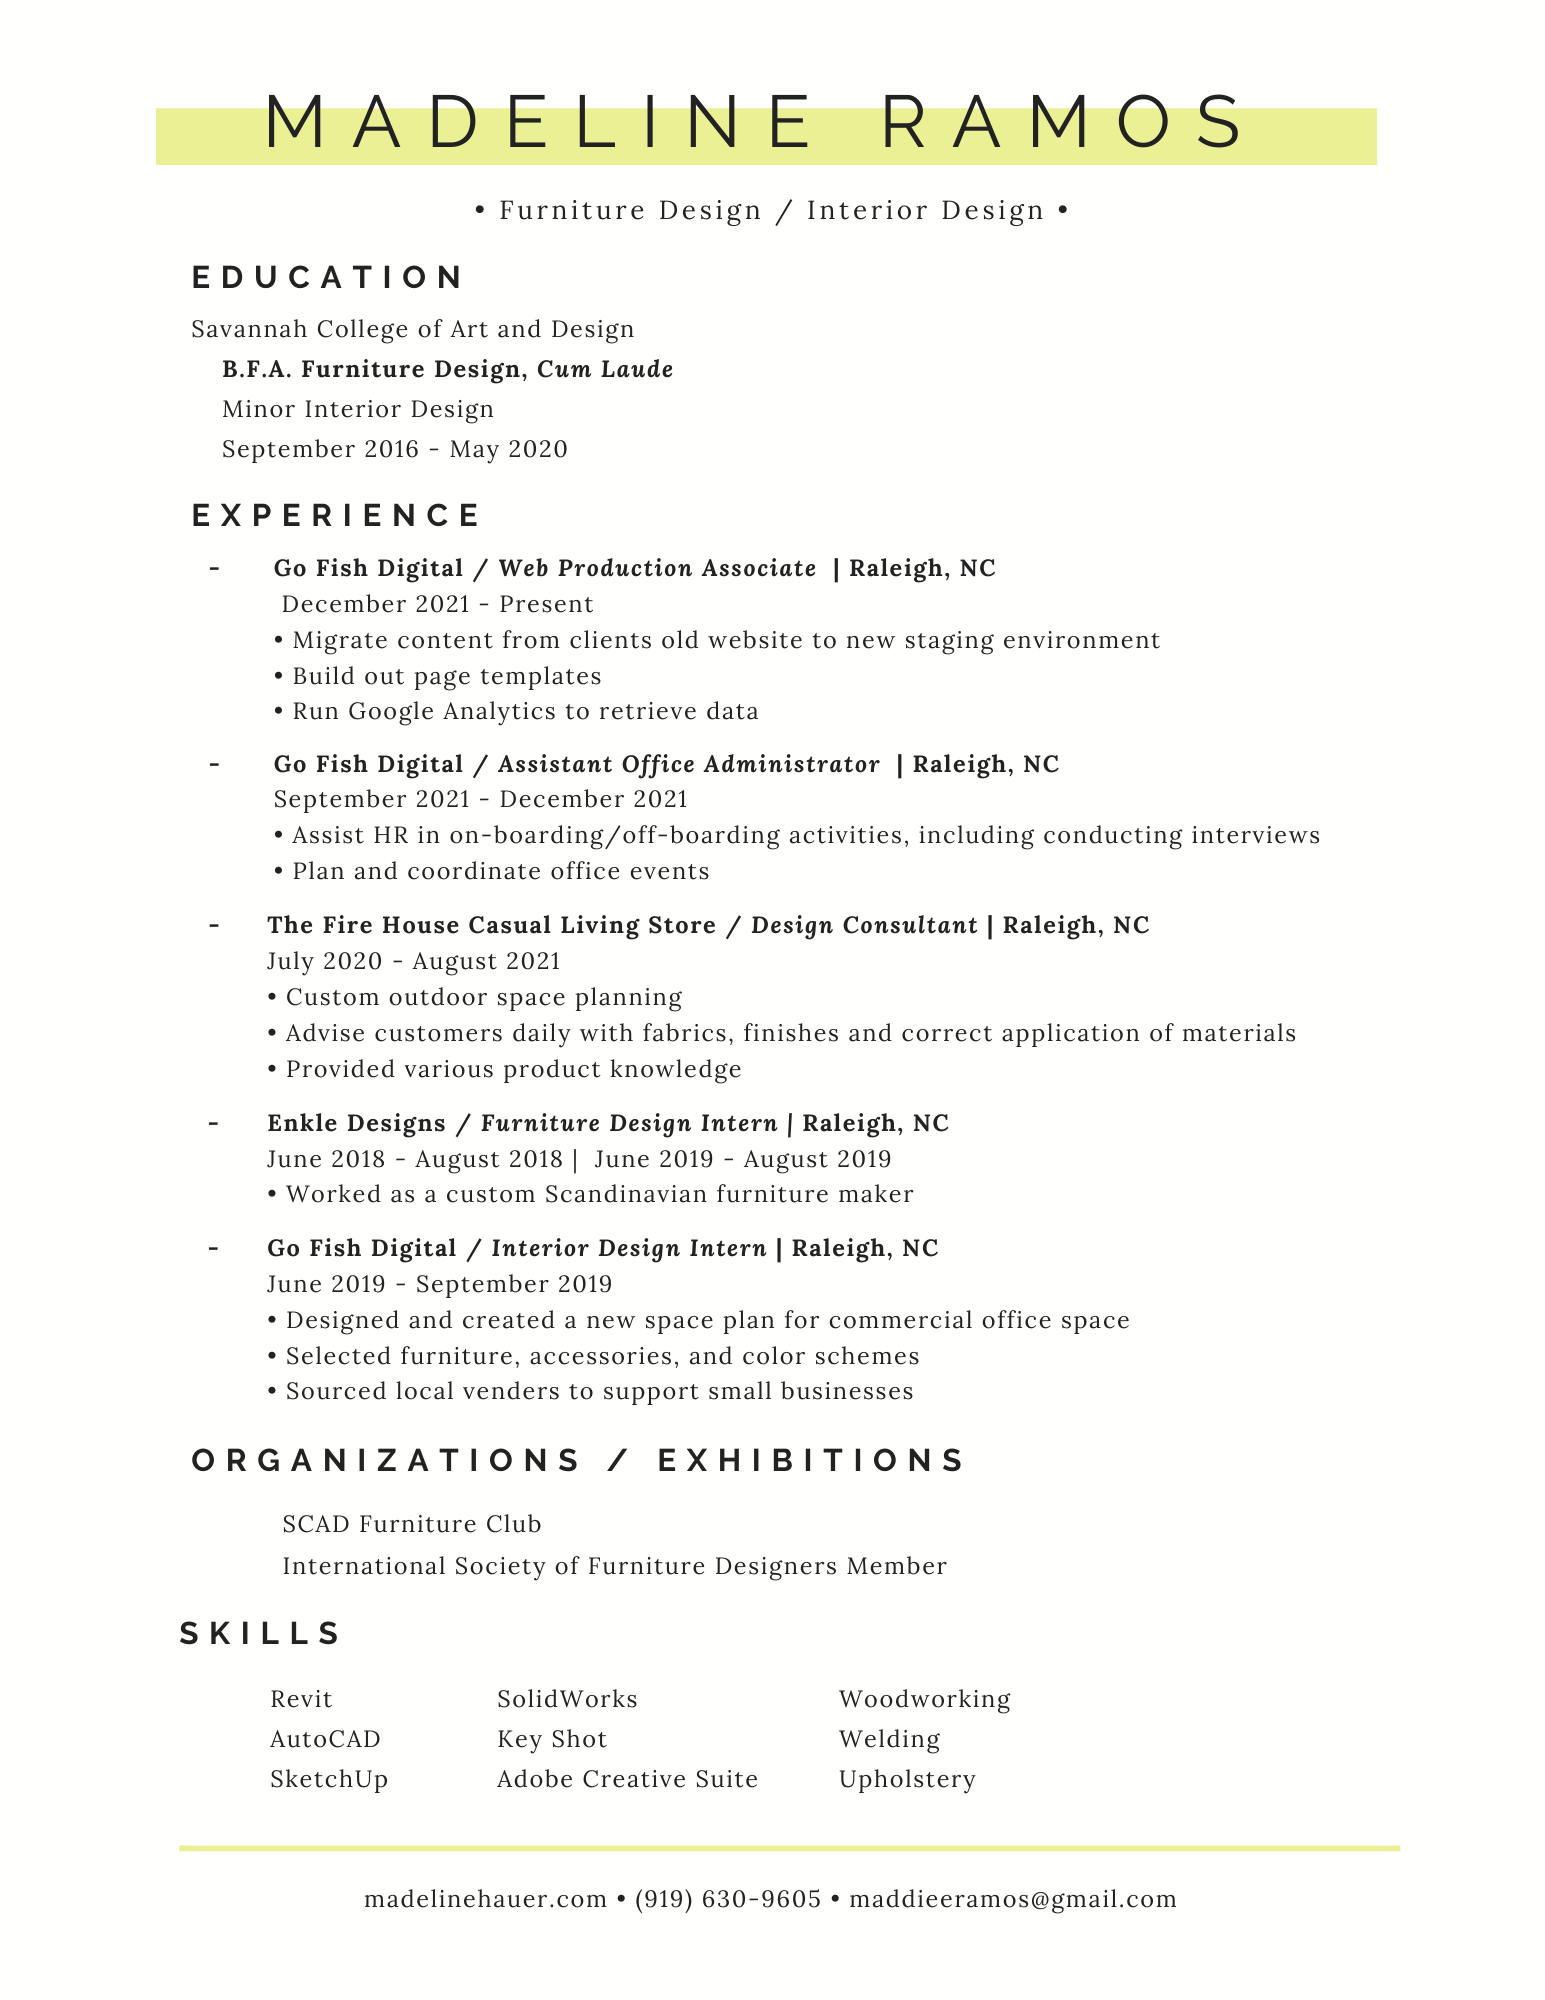 MADELINE RAMOS
• Furniture Design / Interior Design •
EDUCATION
Savannah College of Art and Design
B.F.A. Furniture Design, Cum Laude
Minor Interior Design
September 2016 - May 2020
EXPERIENCE
- Go Fish Digital / Web Production Associate | Raleigh, NC
December 2021 - Present
• Migrate content from clients old website to new staging environment
• Build out page templates
• Run Google Analytics to retrieve data
- Go Fish Digital / Assistant Office Administrator | Raleigh, NC
September 2021 - December 2021
• Assist HR in on-boarding/off-boarding activities, including conducting interviews
• Plan and coordinate office events
- The Fire House Casual Living Store / Design Consultant | Raleigh, NC
July 2020 - August 2021
• Custom outdoor space planning
• Advise customers daily with fabrics, finishes and correct application of materials
• Provided various product knowledge
- Enkle Designs / Furniture Design Intern | Raleigh, NC
June 2018 - August 2018 | June 2019 - August 2019
• Worked as a custom Scandinavian furniture maker
- Go Fish Digital / Interior Design Intern | Raleigh, NC
June 2019 - September 2019
• Designed and created a new space plan for commercial office space
• Selected furniture, accessories, and color schemes
• Sourced local venders to support small businesses
ORGANIZATIONS / EXHIBITIONS
SCAD Furniture Club
International Society of Furniture Designers Member
SKILLS
Revit SolidWorks Woodworking
AutoCAD Key Shot Welding
SketchUp Adobe Creative Suite Upholstery
madelinehauer.com • (919) 630-9605 • maddieeramos@gmail.com